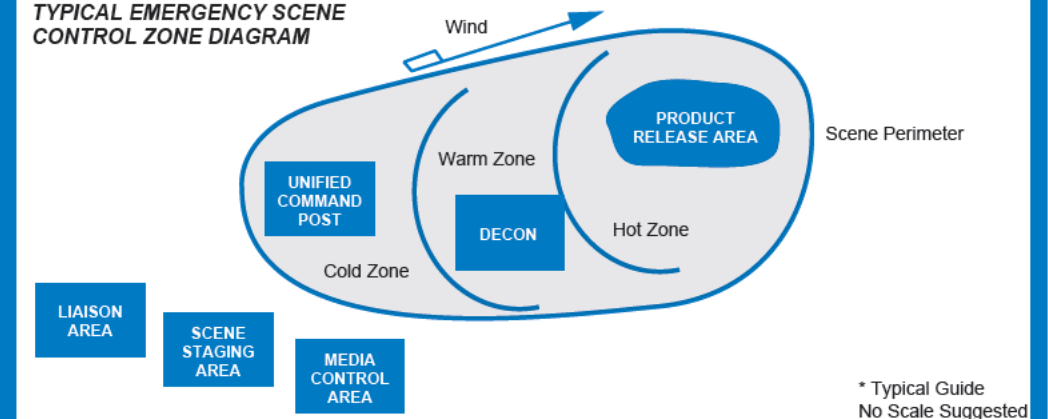 TYPICAL EMERGENCY SCENE
CONTROL ZONE DIAGRAM
Wind
PRODUCT
RELEASE AREA
Scene Perimeter
Warm Zone
UNIFIED
COMMAND
POST
DECON
Hot Zone
Cold Zone
LIAISON
AREA
SCENE
STAGING
AREA
MEDIA
CONTROL
AREA
* Typical Guide
No Scale Suggested